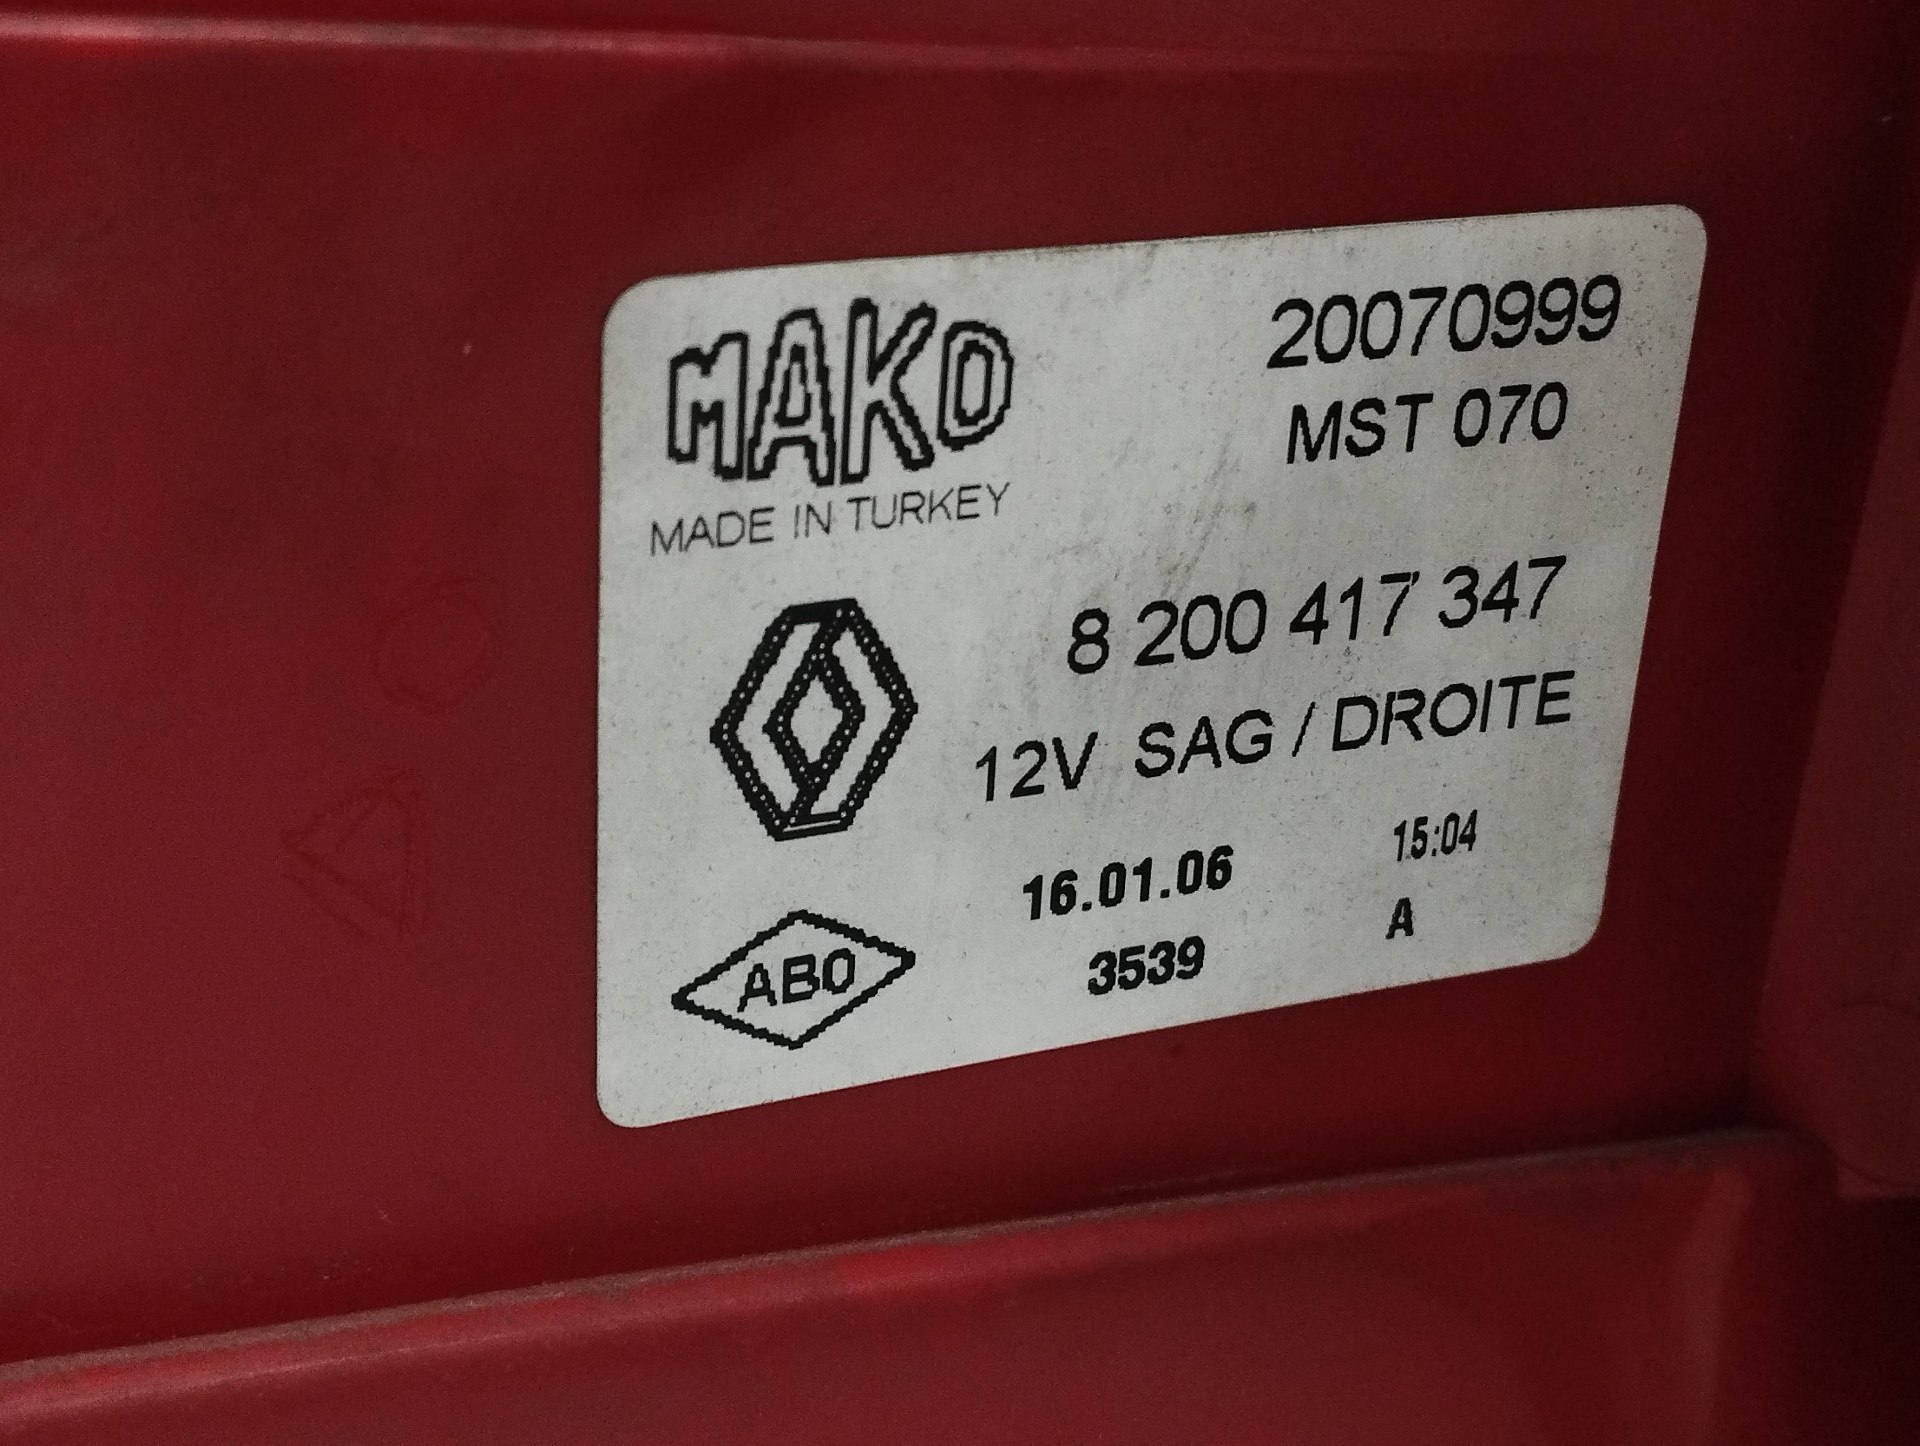 MAKO
20070999
MST 070
MADE IN TURKEY
8 200 417 347
12V SAG / DROITE
16.01.06 15:04
3539 A
ABO